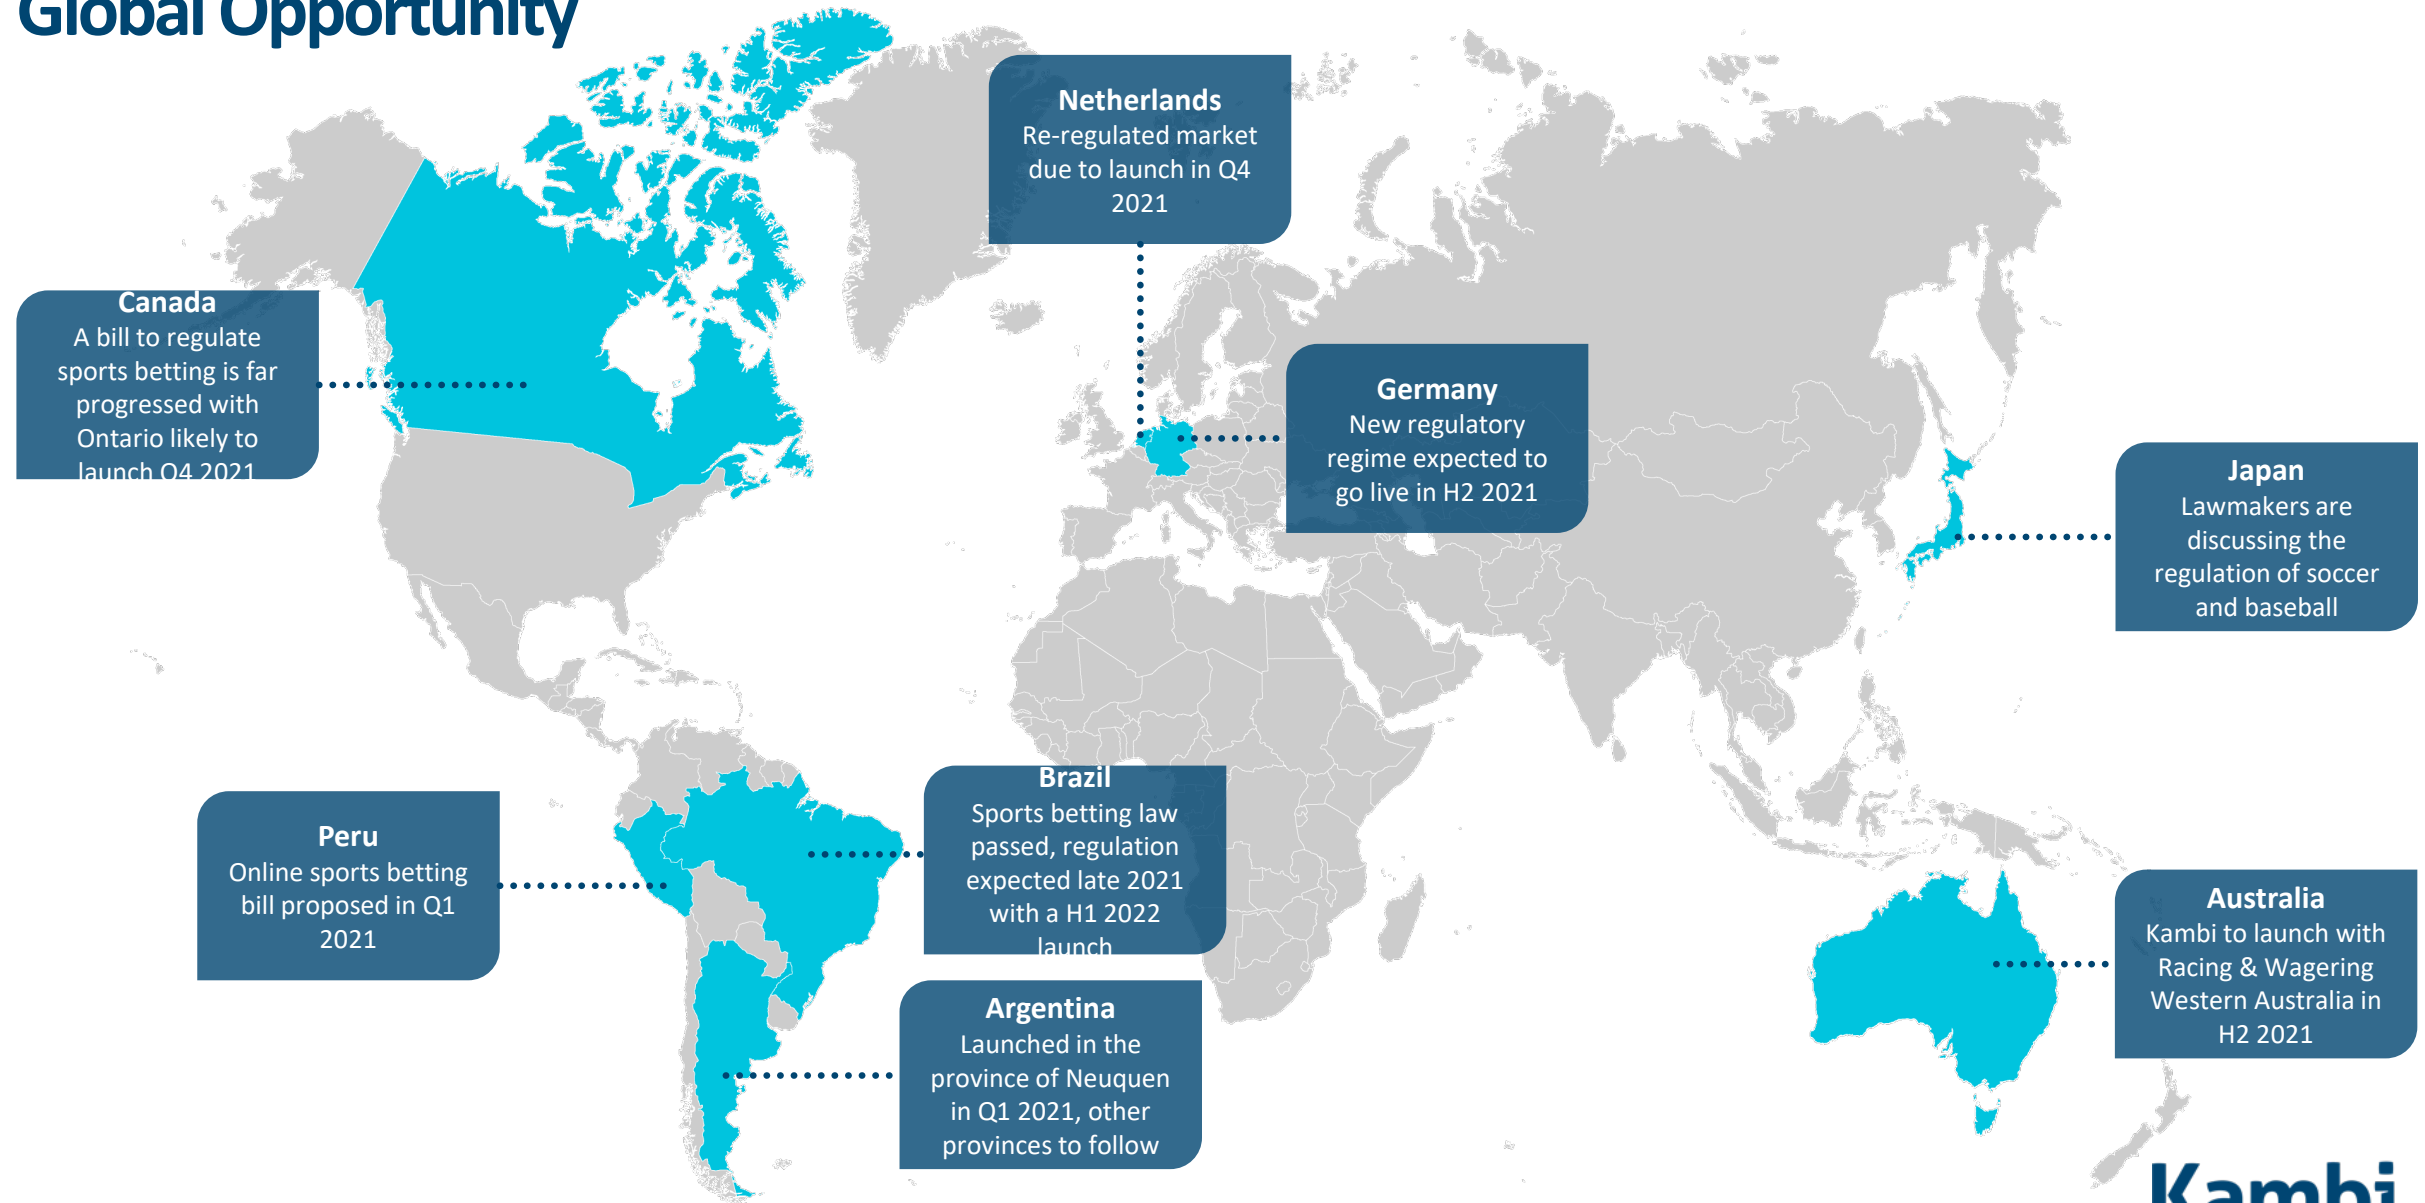 Global Opportunity
Netherlands
Re-regulated market
due to launch in Q4
2021
Canada
A bill to regulate
sports betting is far
progressed with
Ontario likely to
launch Q4 2021
Germany
New regulatory
regime expected to
go live in H2 2021
Japan
Lawmakers are
discussing the
regulation of soccer
and baseball
Peru
Online sports betting
bill proposed in Q1
2021
Brazil
Sports betting law
passed, regulation
expected late 2021
with a H1 2022
launch
Australia
Kambi to launch with
Racing & Wagering
Western Australia in
H2 2021
Argentina
Launched in the
province of Neuquen
in Q1 2021, other
provinces to follow
Kambi